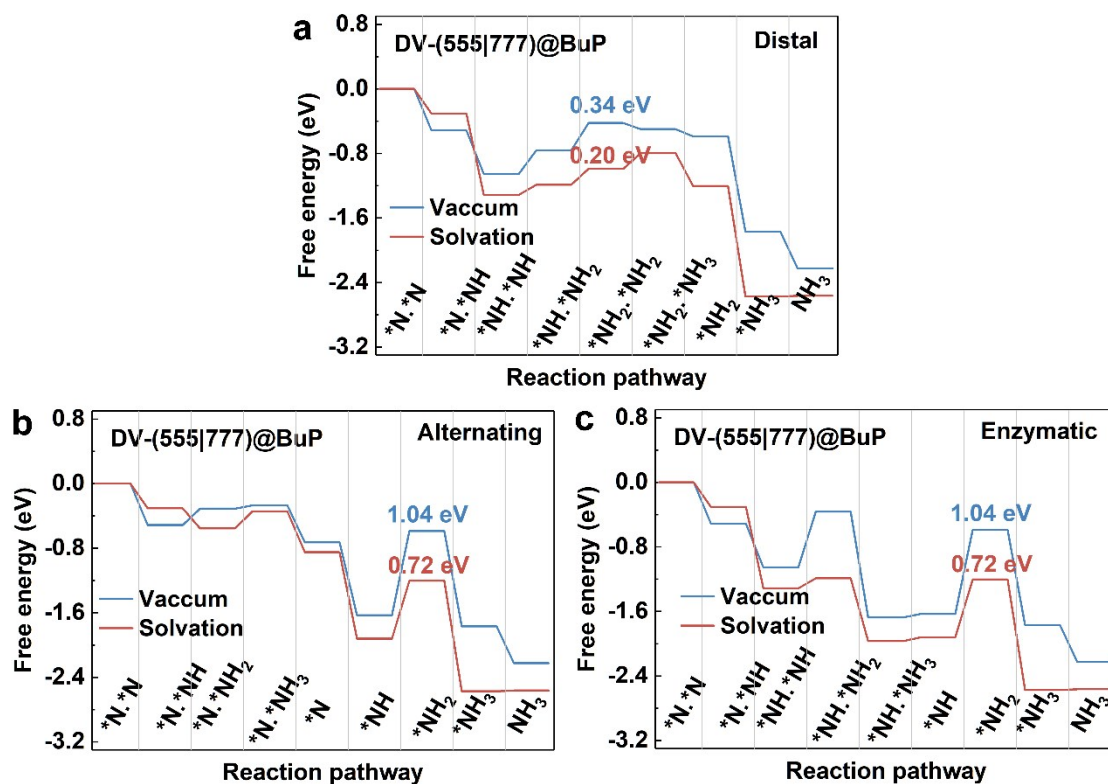 a
DV-(555|777)@BuP
Distal
Free energy (eV)
0.8
0.0
-0.8
-1.6
-2.4
-3.2
0.34 eV
0.20 eV
Vaccum
Solvation
*N.*N
*N.*NH
*NH.*NH
*NH.*NH₂
*NH₂.*NH₂
*NH₂.*NH₃
*NH₂
*NH₃
NH₃
Reaction pathway
b
DV-(555|777)@BuP
Alternating
Free energy (eV)
0.8
0.0
-0.8
-1.6
-2.4
-3.2
1.04 eV
0.72 eV
Vaccum
Solvation
*N.*N
*N.*NH
*N.*NH₂
*N.*NH₃
*N
*NH
*NH₂
*NH₃
NH₃
Reaction pathway
c
DV-(555|777)@BuP
Enzymatic
Free energy (eV)
0.8
0.0
-0.8
-1.6
-2.4
-3.2
1.04 eV
0.72 eV
Vaccum
Solvation
*N.*N
*N.*NH
*NH.*NH
*NH.*NH₂
*NH.*NH₃
*NH
*NH₂
*NH₃
NH₃
Reaction pathway